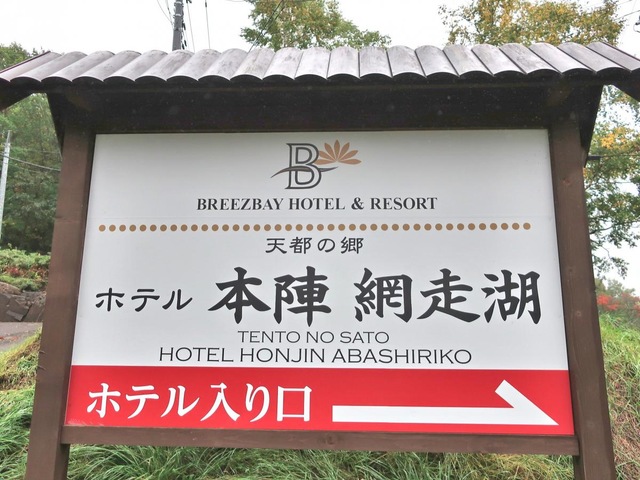 B
BREEZBAY HOTEL & RESORT
天都の郷
ホテル 本陣 網走湖
TENTO NO SATO
HOTEL HONJIN ABASHIRIKO
ホテル入り口